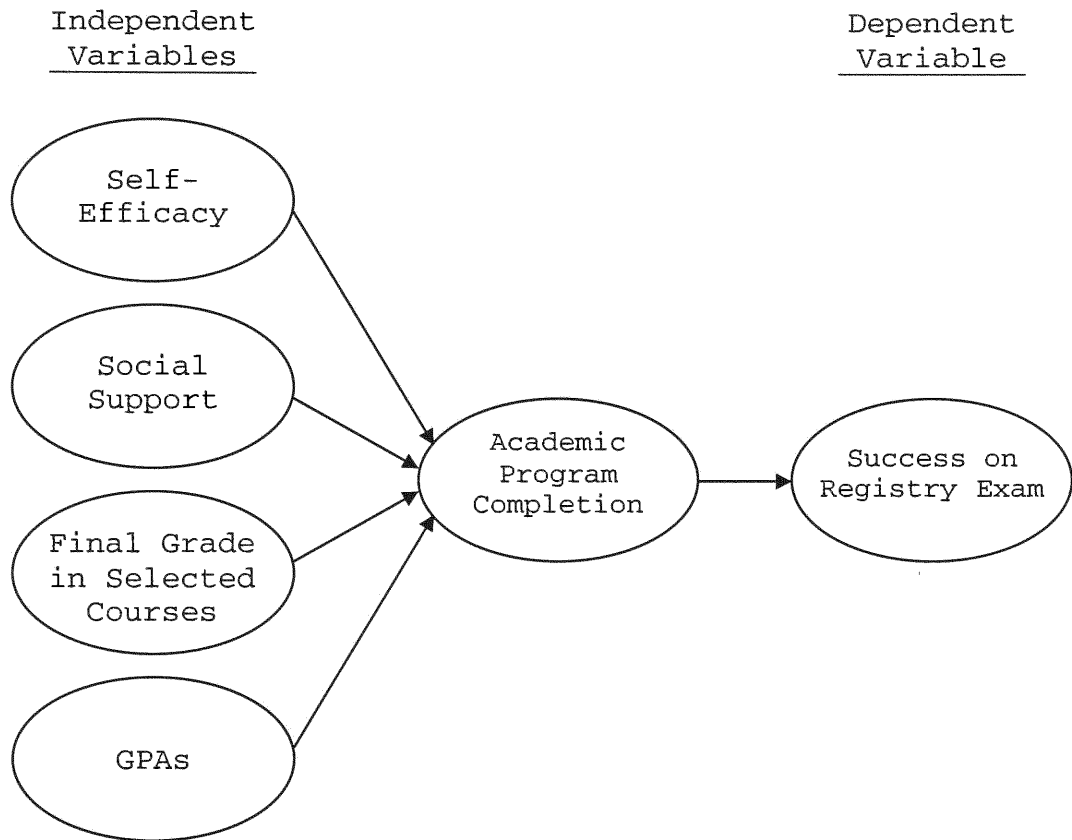 Independent
Variables
Dependent
Variable
Self-
Efficacy
Social
Support
Final Grade
in Selected
Courses
GPAs
Academic
Program
Completion
Success on
Registry Exam